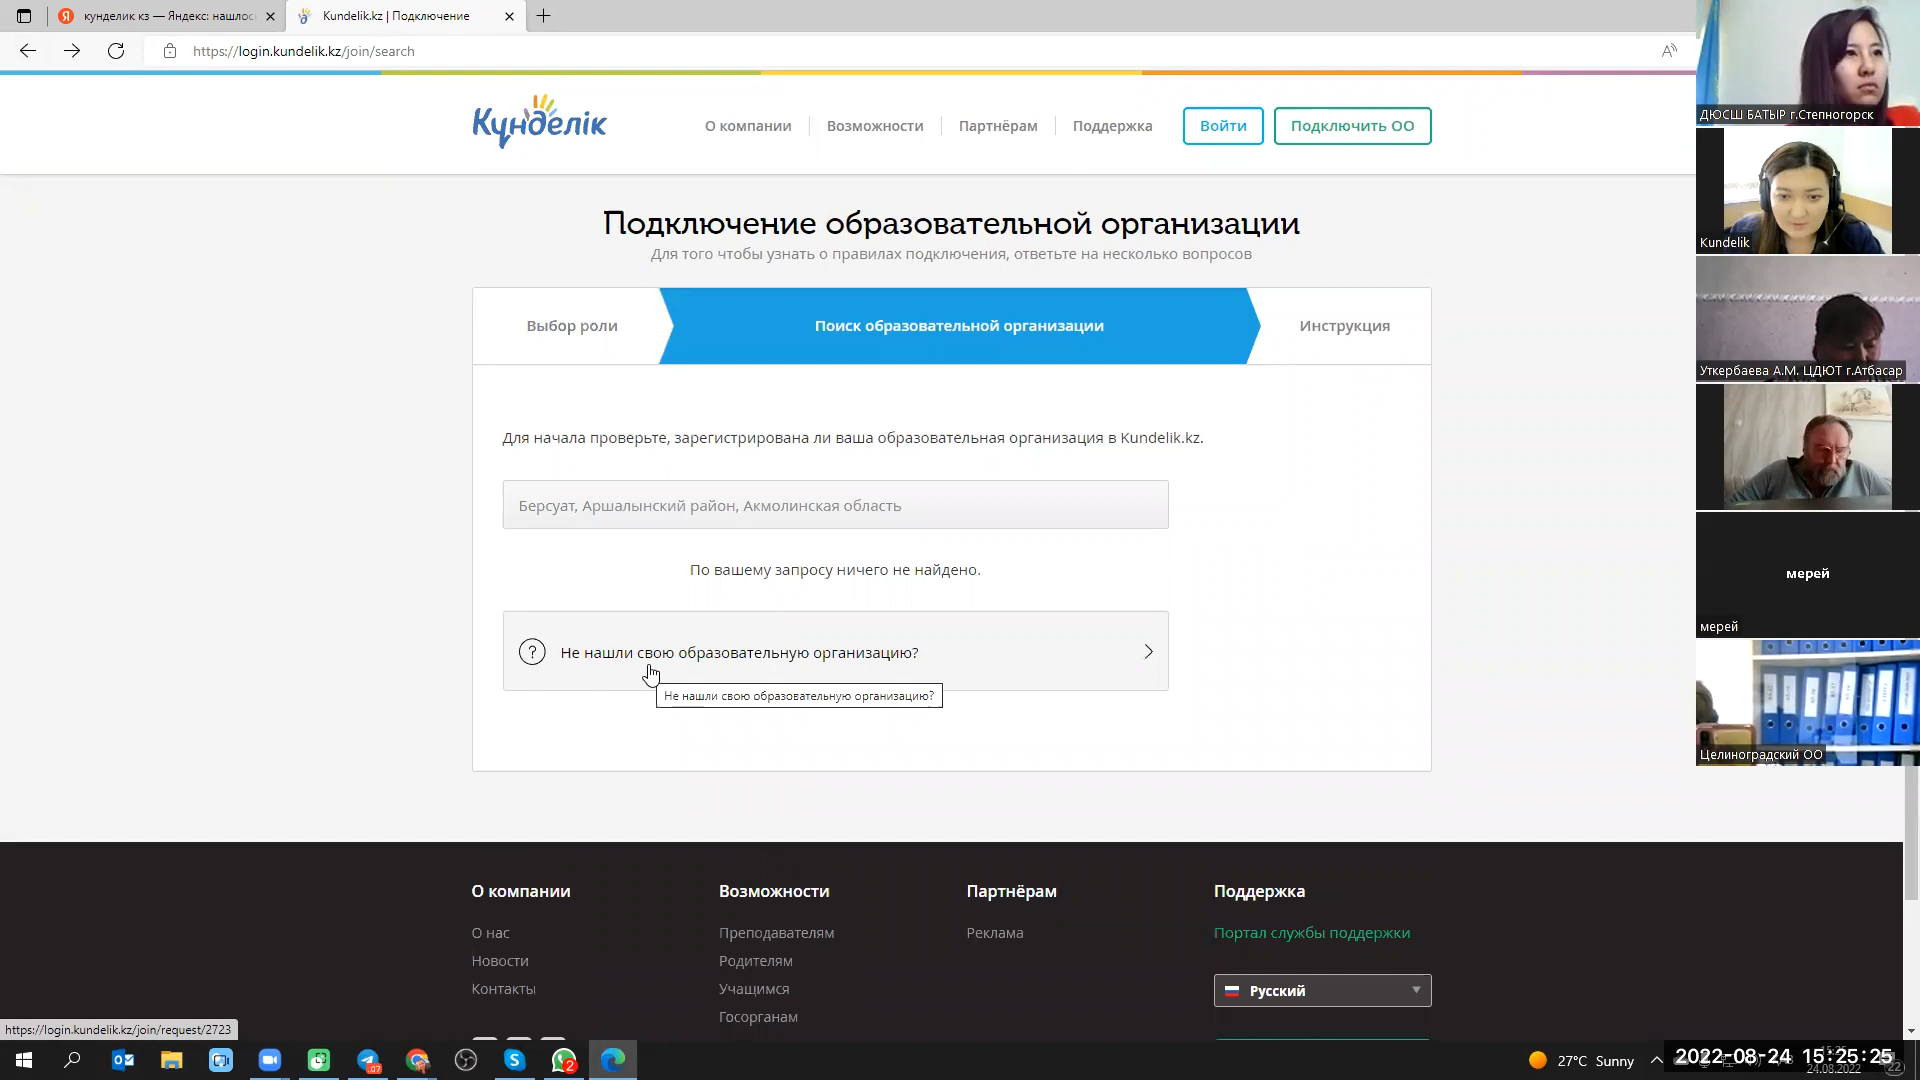 кунделик кз — Яндекс: нашлос
Kundelik.kz | Подключение
https://login.kundelik.kz/join/search
Күнделік
О компании
Возможности
Партнёрам
Поддержка
Войти
Подключить ОО
Подключение образовательной организации
Для того чтобы узнать о правилах подключения, ответьте на несколько вопросов
Выбор роли
Поиск образовательной организации
Инструкция
Для начала проверьте, зарегистрирована ли ваша образовательная организация в Kundelik.kz.
Берсуат, Аршалынский район, Акмолинская область
По вашему запросу ничего не найдено.
? Не нашли свою образовательную организацию?
Не нашли свою образовательную организацию?
О компании
О нас
Новости
Контакты
Возможности
Преподавателям
Родителям
Учащимся
Госорганам
Партнёрам
Реклама
Поддержка
Портал службы поддержки
Русский
https://login.kundelik.kz/join/request/2723
ДЮСШ БАТЫР г.Степногорск
Kundelik
Уткербаева А.М. ЦДЮТ г.Атбасар
мерей
мерей
Целиноградский ОО
27°C Sunny
2022-08-24 15:25:25
24.08.2022
22